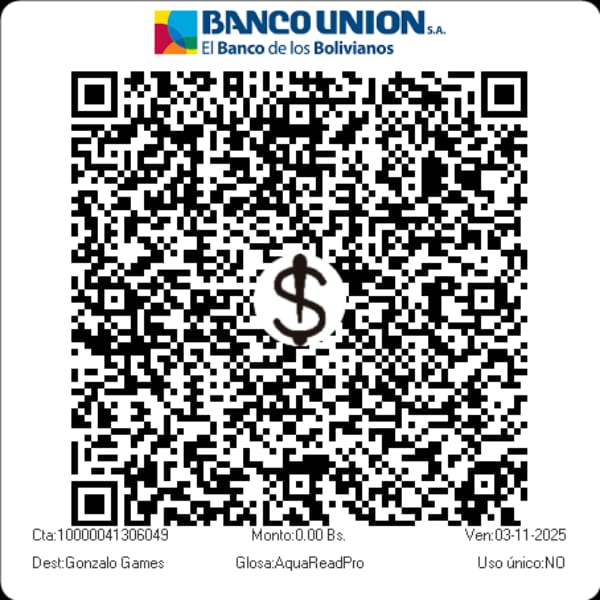 BANCO UNION S.A.
El Banco de los Bolivianos
$
Cta:10000041306049 Monto:0.00 Bs. Ven:03-11-2025
Dest:Gonzalo Games Glosa:AquaReadPro Uso único:NO